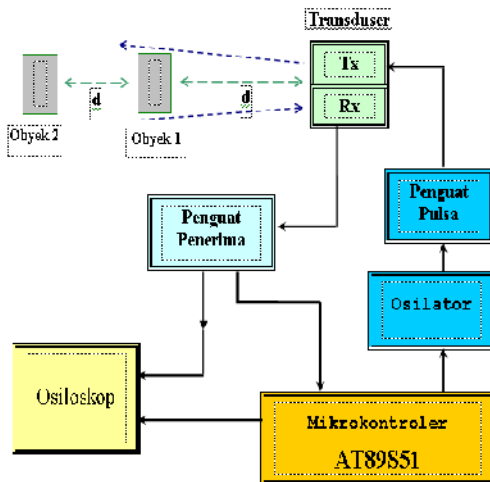 Transduser
Tx
Rx
d
d
Obyek 2
Obyek 1
Penguat
Pulsa
Penguat
Penerima
Osilator
Osiloskop
Mikrokontroler
AT89S51